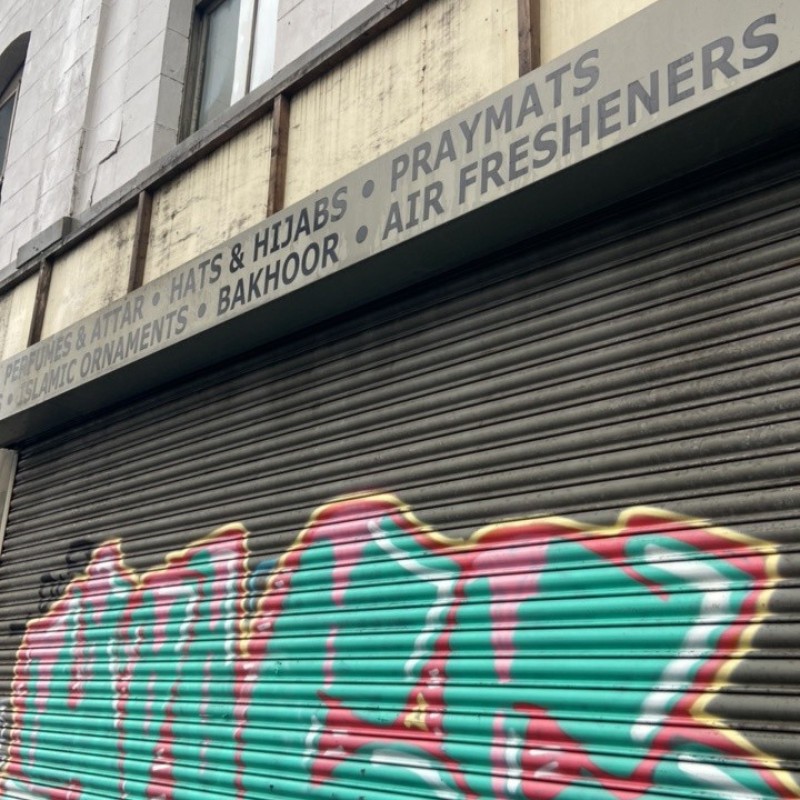 PERFUMES & ATTAR • HATS & HIJABS • PRAYMATS
• ISLAMIC ORNAMENTS • BAKHOOR • AIR FRESHENERS